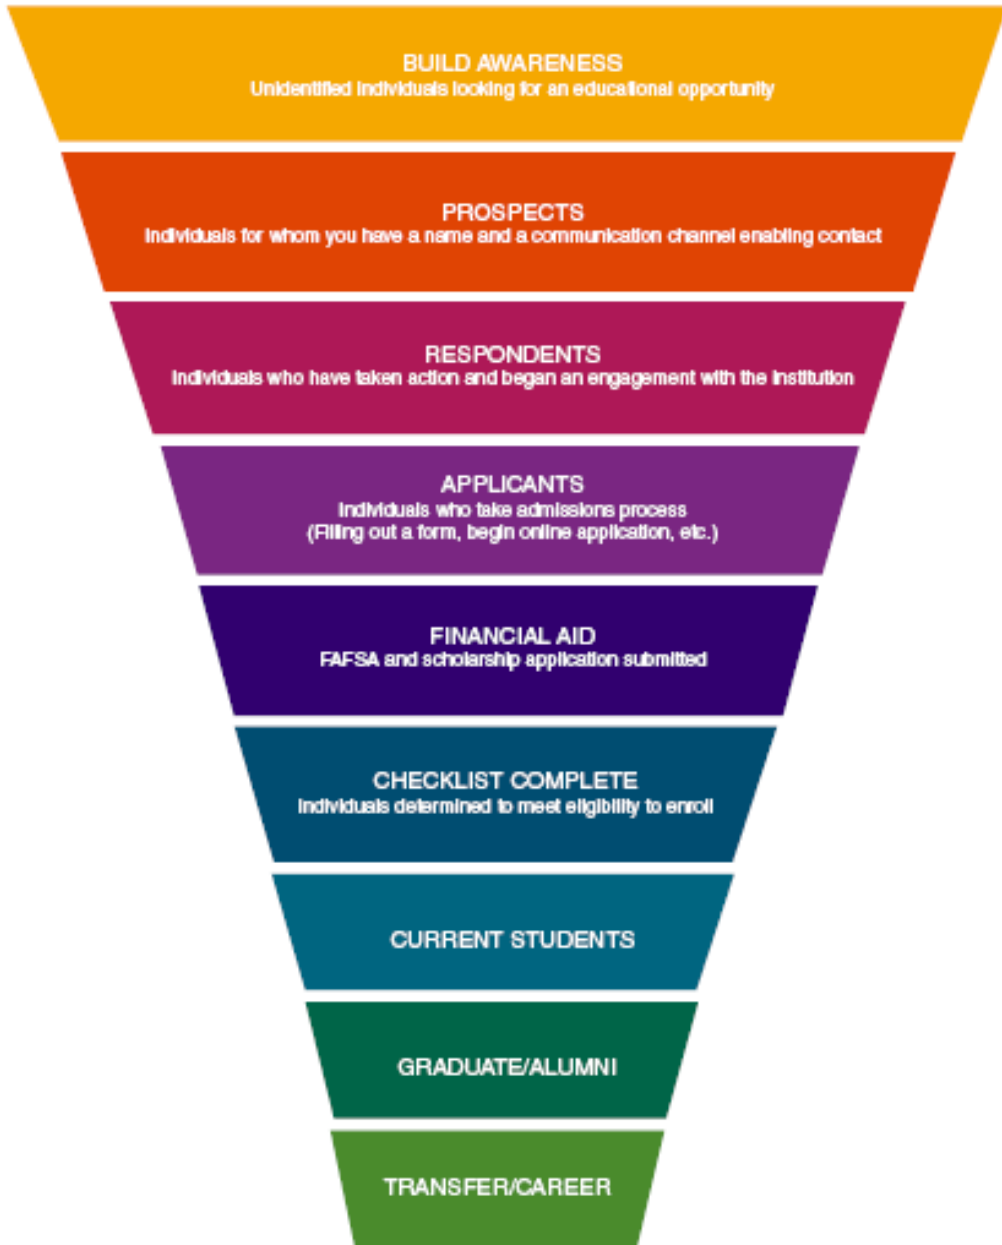 BUILD AWARENESS
Unidentified individuals looking for an educational opportunity
PROSPECTS
Individuals for whom you have a name and a communication channel enabling contact
RESPONDENTS
Individuals who have taken action and began an engagement with the institution
APPLICANTS
Individuals who take admissions process
(Filling out a form, begin online application, etc.)
FINANCIAL AID
FAFSA and scholarship application submitted
CHECKLIST COMPLETE
Individuals determined to meet eligibility to enroll
CURRENT STUDENTS
GRADUATE/ALUMNI
TRANSFER/CAREER